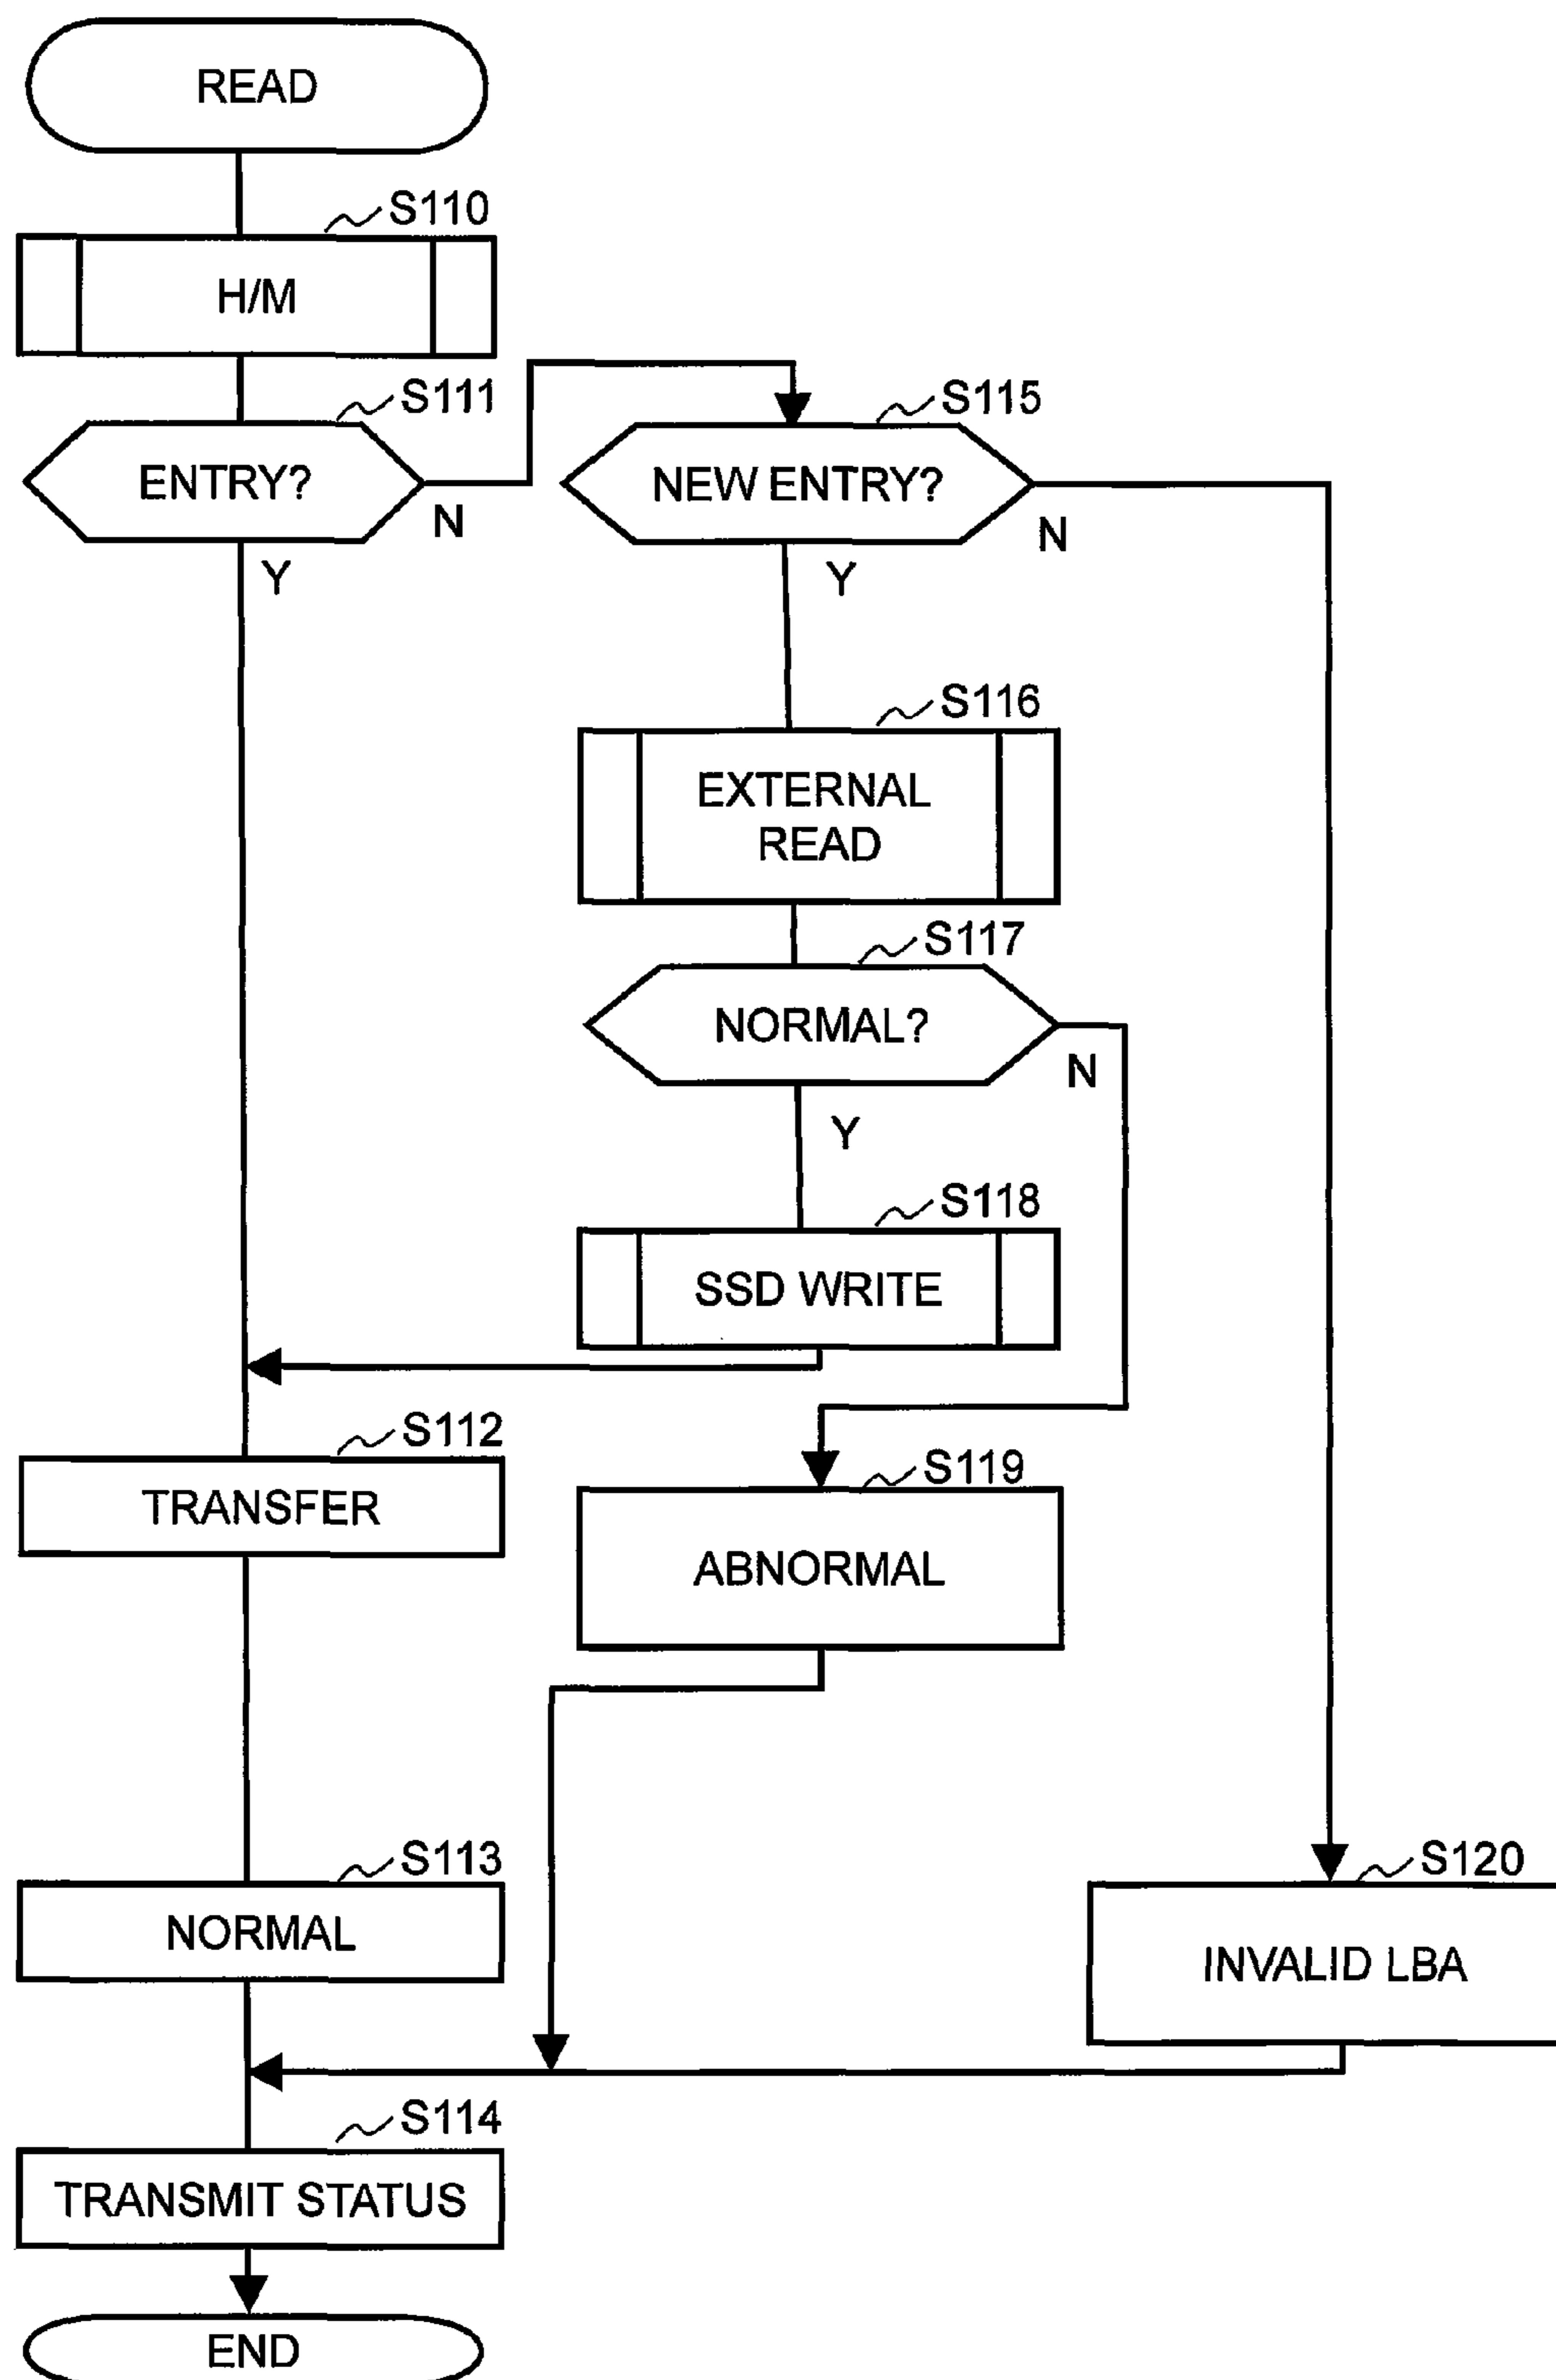 READ
S110
H/M
S111
ENTRY?
N
Y
S115
NEW ENTRY?
N
Y
S116
EXTERNAL
READ
S117
NORMAL?
N
Y
S118
SSD WRITE
S112
TRANSFER
S119
ABNORMAL
S113
NORMAL
S120
INVALID LBA
S114
TRANSMIT STATUS
END